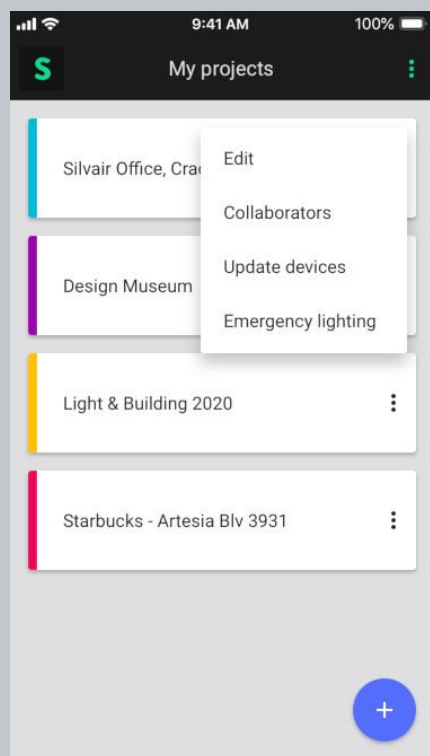 9:41 AM
100%
S
My projects
Silvair Office,
Edit
Collaborators
Design Museum
Update devices
Emergency lighting
Light & Building 2020
Starbucks - Artesia Blv 3931
+